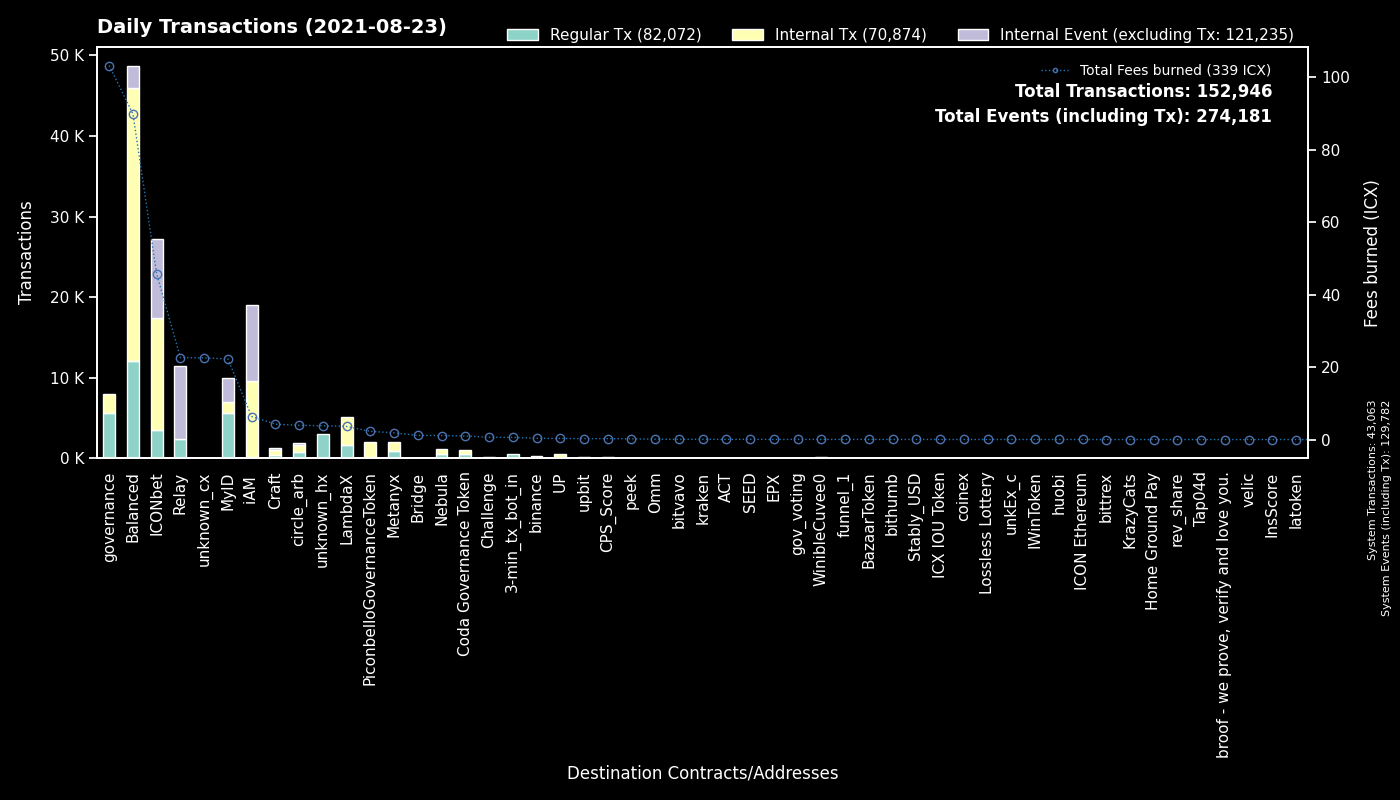 Daily Transactions (2021-08-23)
Regular Tx (82,072)
Internal Tx (70,874)
Internal Event (excluding Tx: 121,235)
Total Fees burned (339 ICX)
Total Transactions: 152,946
Total Events (including Tx): 274,181
Transactions
50 K
40 K
30 K
20 K
10 K
0 K
100
80
60
40
20
0
Fees burned (ICX)
System Transactions: 43,063
System Events (including Tx): 129,782
governance
Balanced
ICONbet
Relay
unknown_cx
MyID
iAM
Craft
circle_arb
unknown_hx
LambdaX
PiconbelloGovernanceToken
Metanyx
Bridge
Nebula
Coda Governance Token
Challenge
3-min_tx_bot_in
binance
UP
upbit
CPS_Score
peek
Omm
bitvavo
kraken
ACT
SEED
EPX
gov_voting
WinibleCuvee0
funnel_1
BazaarToken
bithumb
Stably_USD
ICX IOU Token
coinex
Lossless Lottery
unkEx_c
IWinToken
huobi
ICON Ethereum
bittrex
KrazyCats
Home Ground Pay
rev_share
Tap04d
broof - we prove, verify and love you.
velic
InsScore
latoken
Destination Contracts/Addresses